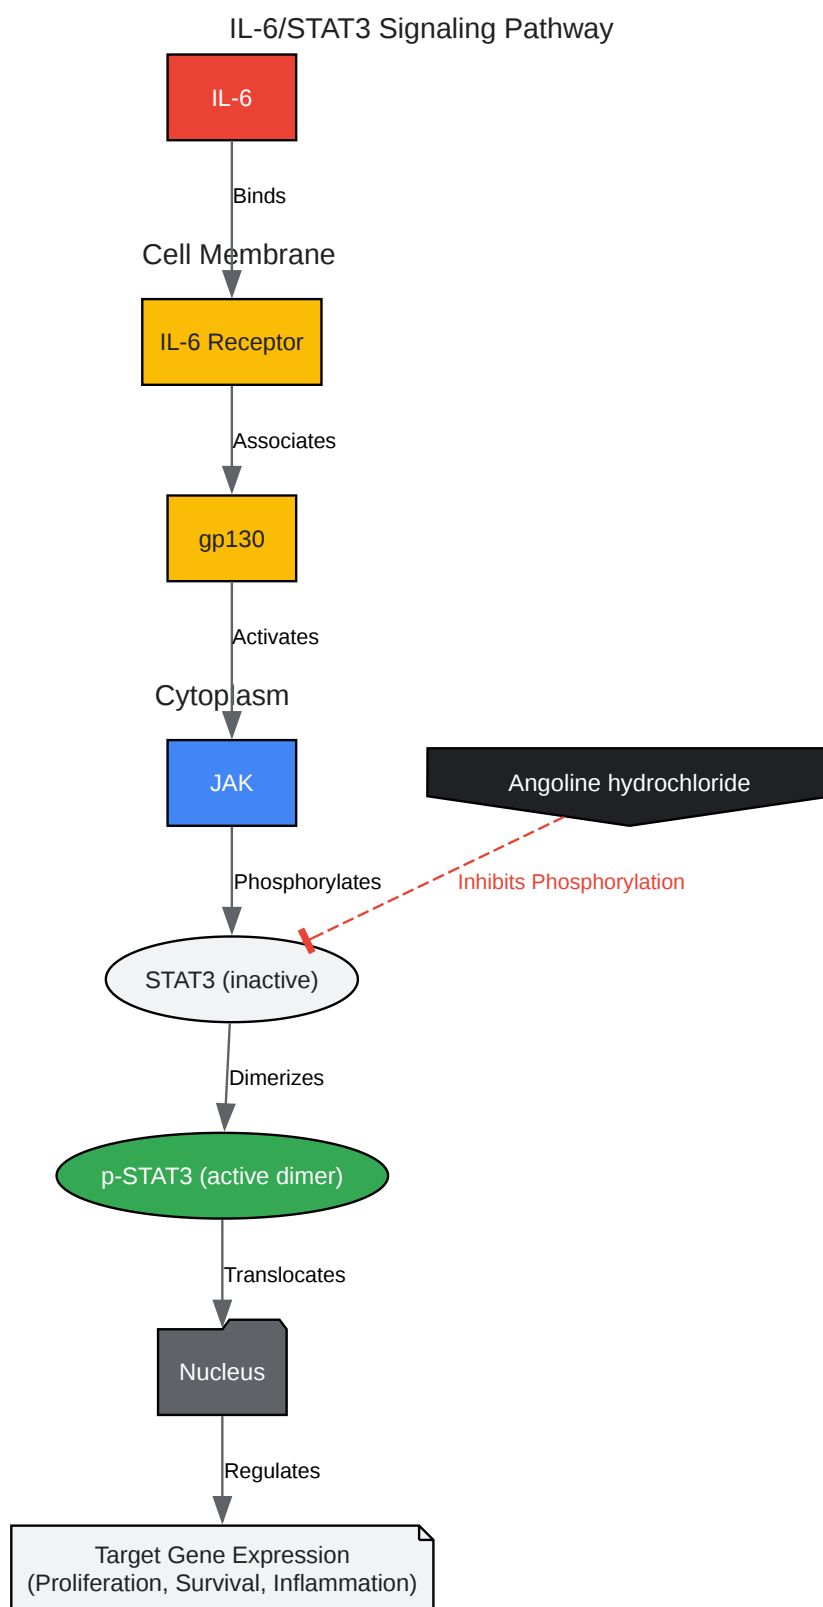 IL-6/STAT3 Signaling Pathway
IL-6
Binds
Cell Membrane
IL-6 Receptor
Associates
gp130
Activates
Cytoplasm
JAK
Angoline hydrochloride
Phosphorylates
Inhibits Phosphorylation
STAT3 (inactive)
Dimerizes
p-STAT3 (active dimer)
Translocates
Nucleus
Regulates
Target Gene Expression
(Proliferation, Survival, Inflammation)